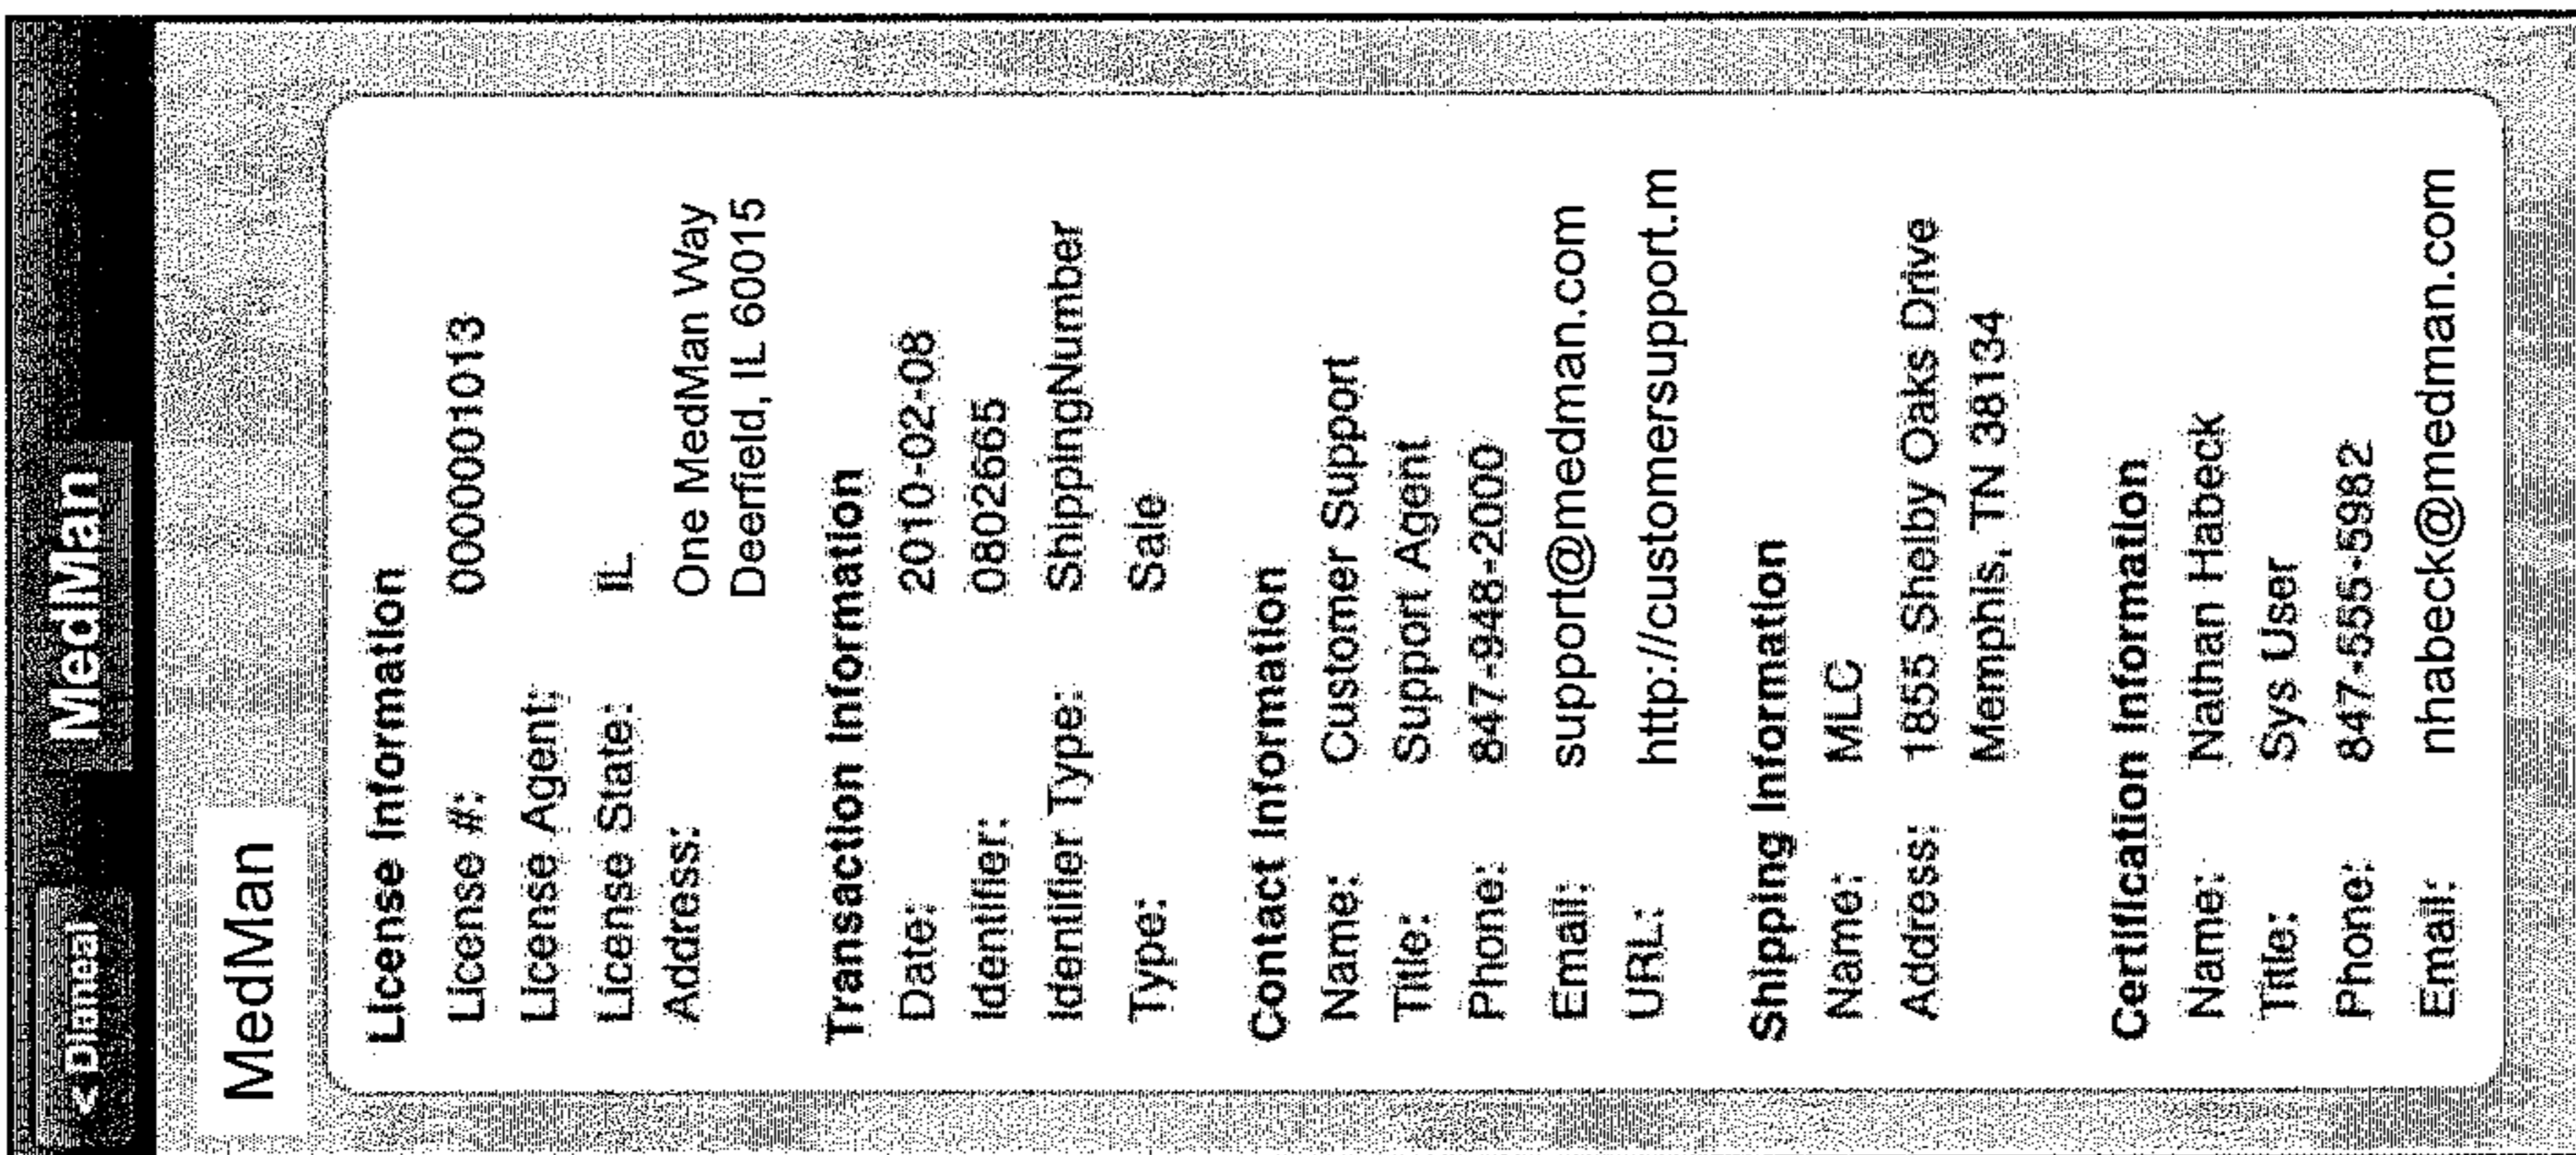 MedMan
MedMan
License Information
License #: 0000001013
License Agent:
License State: IL
Address: One MedMan Way
Deerfield, IL 60015
Transaction Information
Date: 2010-02-08
Identifier: 0802665
Identifier Type: ShippingNumber
Type: Sale
Contact Information
Name: Customer Support
Title: Support Agent
Phone: 847-948-2000
Email: support@medman.com
URL: http://customersupport.m
Shipping Information
Name: MLC
Address: 1855 Shelby Oaks Drive
Memphis, TN 38134
Certification Information
Name: Nathan Habeck
Title: Sys User
Phone: 847-555-5982
Email: nhabeck@medman.com